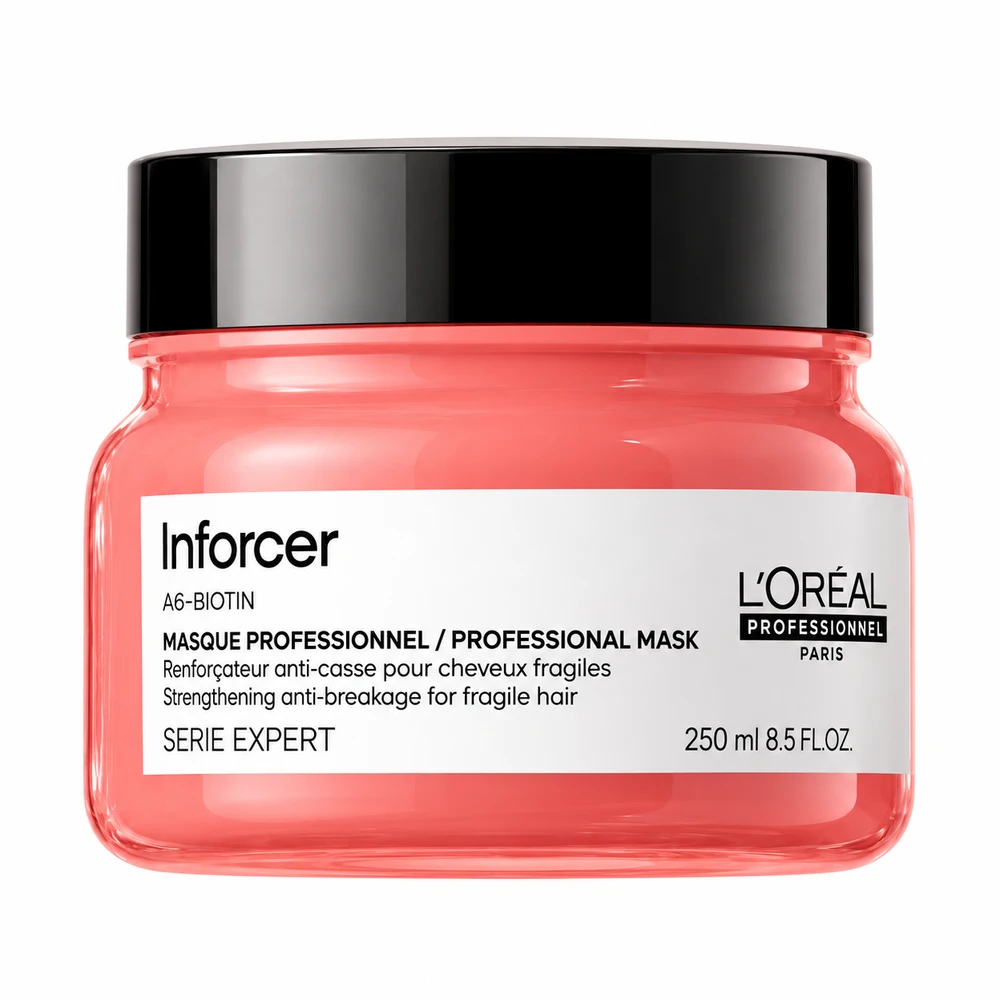 Inforcer
A6-BIOTIN
MASQUE PROFESSIONNEL / PROFESSIONAL MASK
Renforçateur anti-casse pour cheveux fragiles
Strengthening anti-breakage for fragile hair
SERIE EXPERT
L'ORÉAL
PROFESSIONNEL
PARIS
250 ml 8.5 FL.OZ.